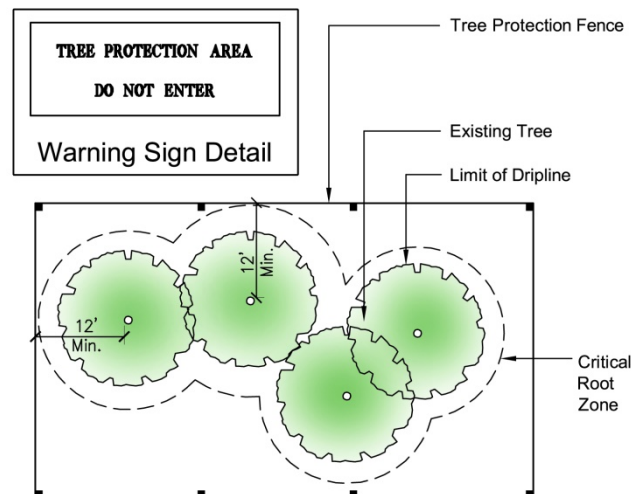 TREE PROTECTION AREA
DO NOT ENTER
Warning Sign Detail
Tree Protection Fence
Existing Tree
Limit of Dripline
12'
Min.
12'
Min.
Critical
Root
Zone